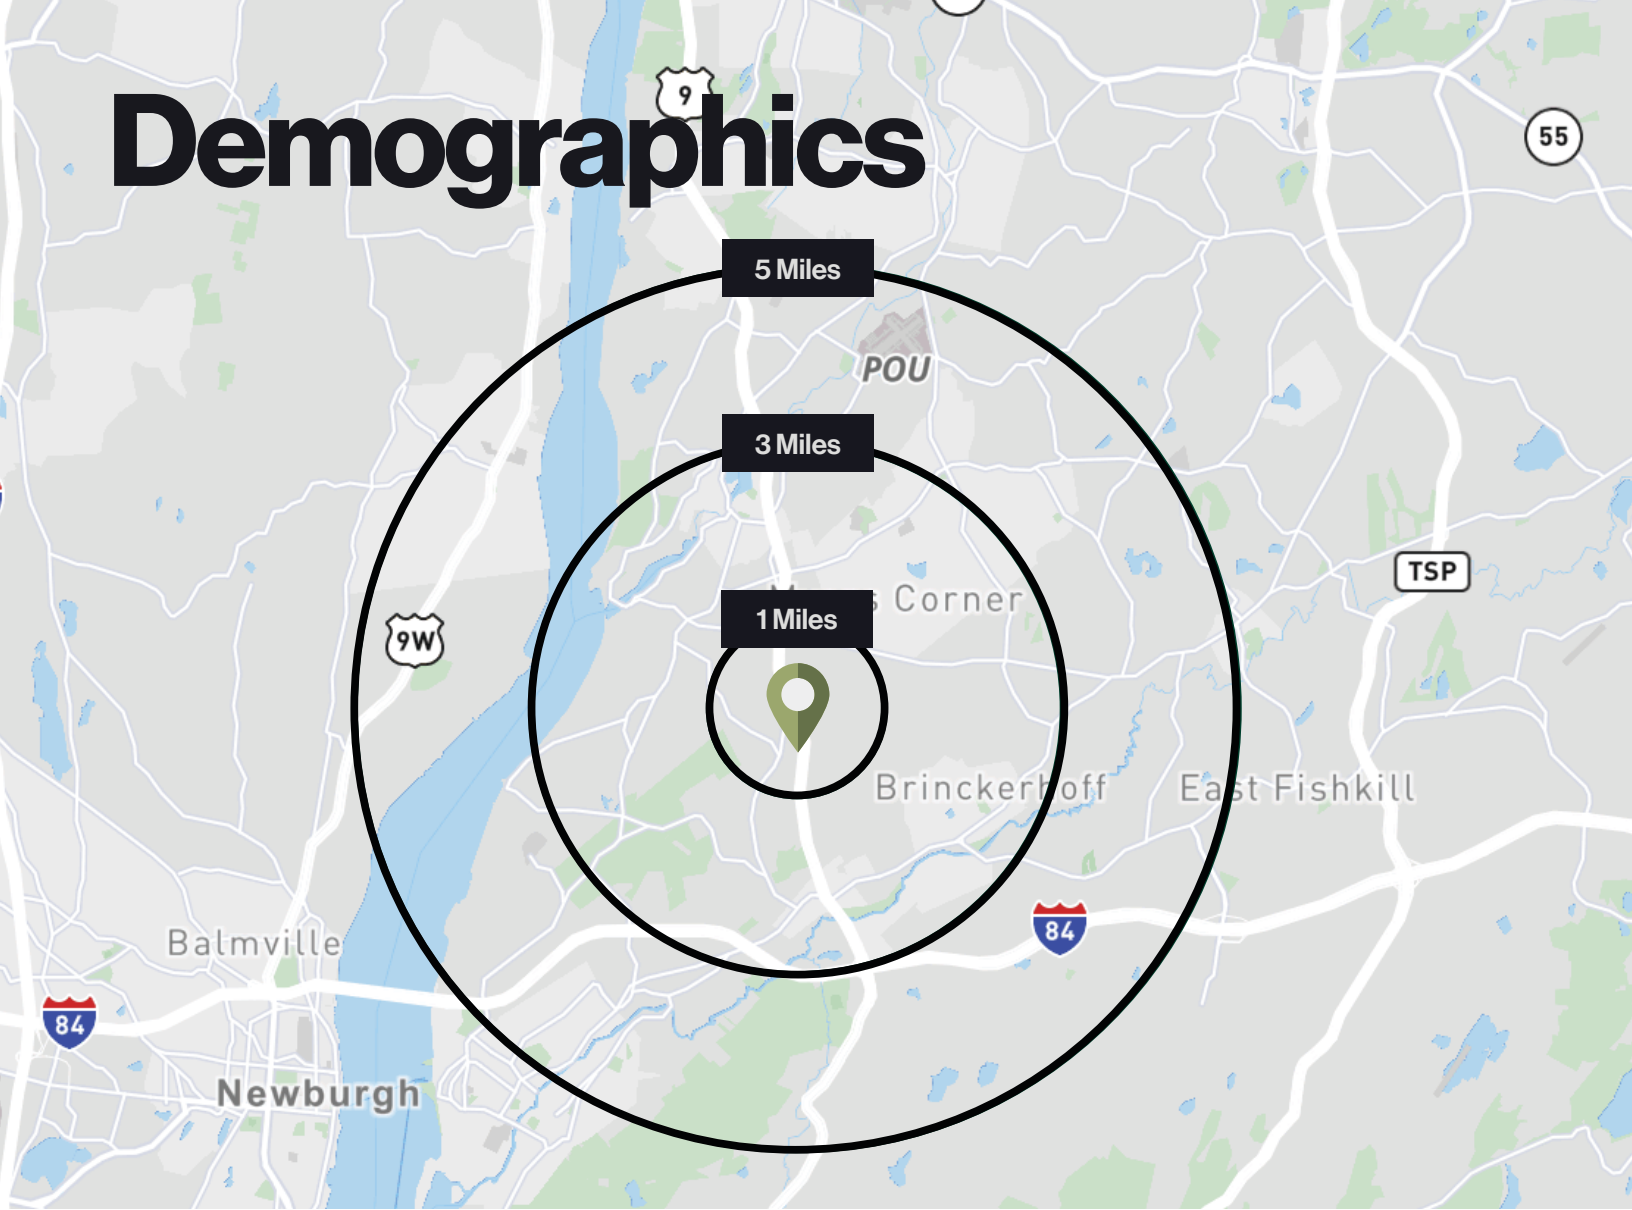 9
Demographics
55
5 Miles
POU
3 Miles
TSP
Corner
1 Miles
9W
Brinckerhoff
East Fishkill
84
Balmville
84
Newburgh